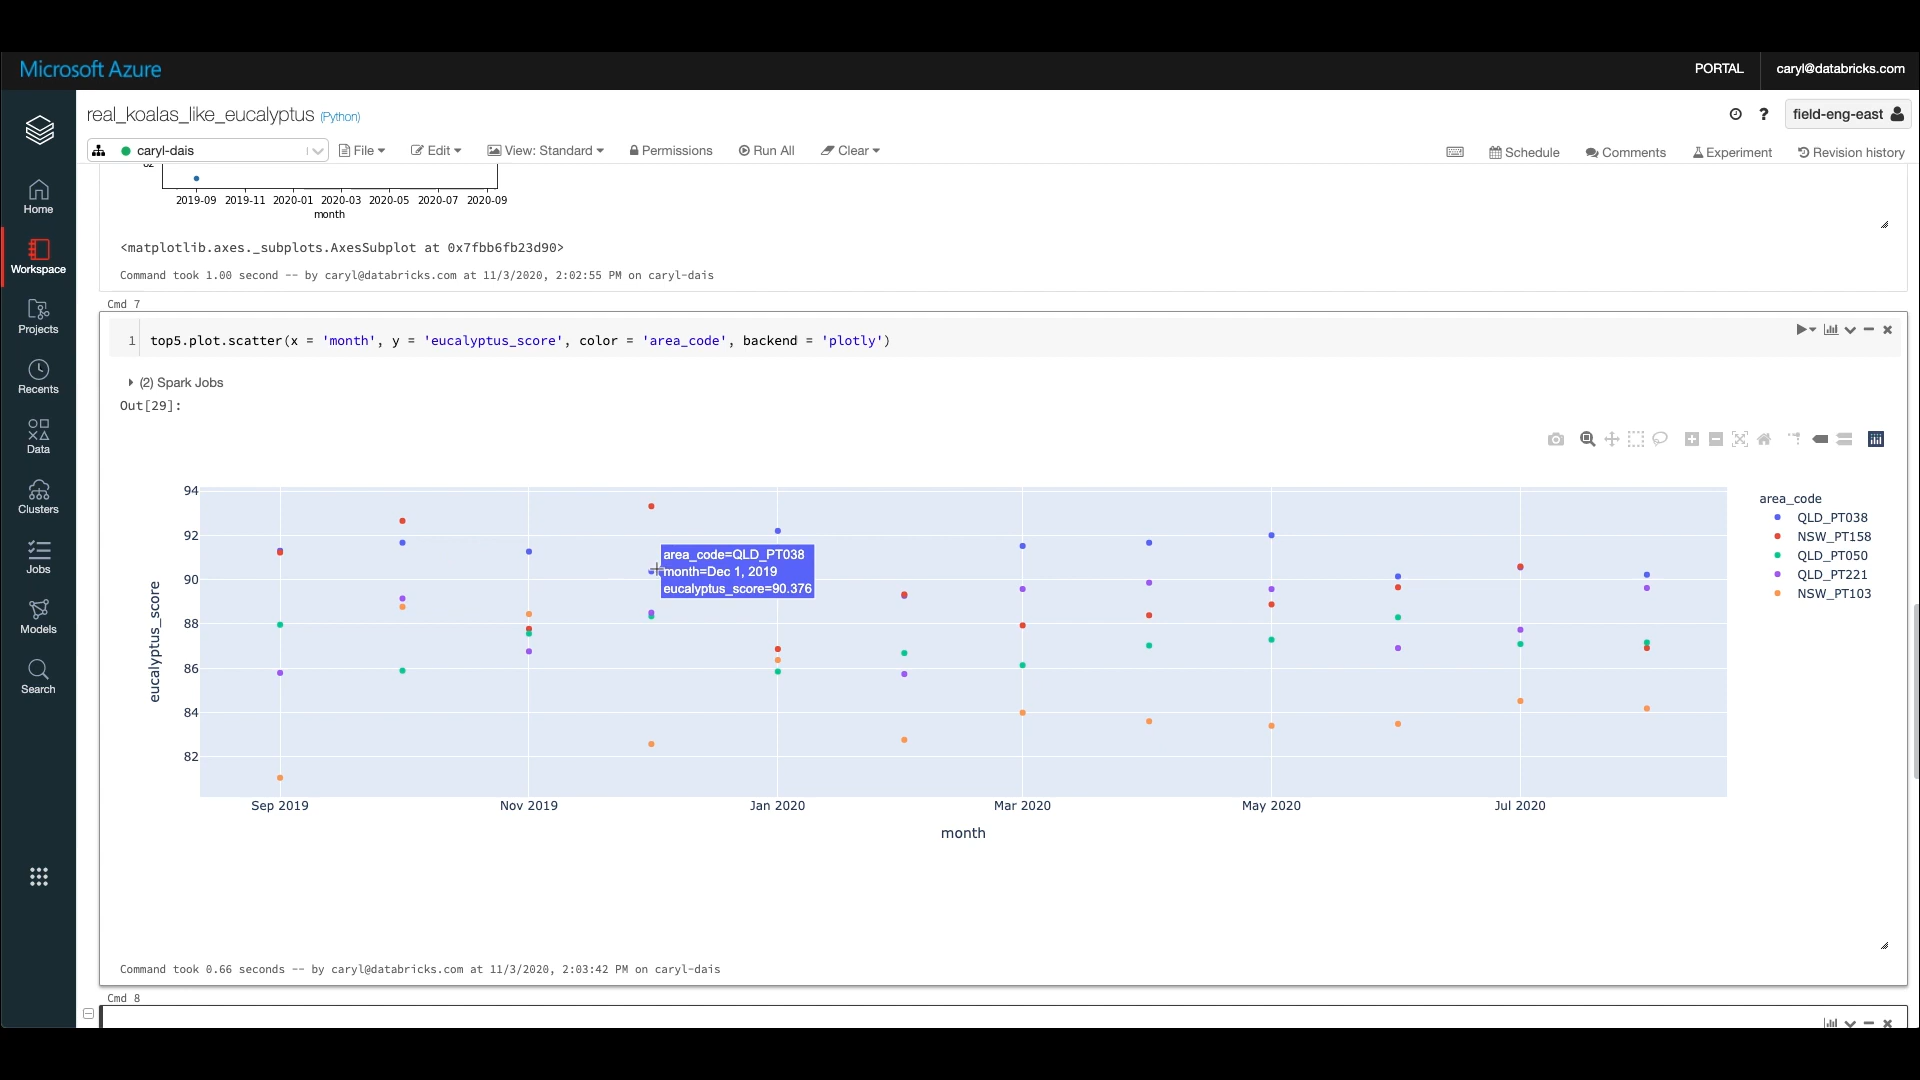 Microsoft Azure
PORTAL
caryl@databricks.com
real_koalas_like_eucalyptus (Python)
? field-eng-east
caryl-dais
File
Edit
View: Standard
Permissions
Run All
Clear
Schedule
Comments
Experiment
Revision history
Home
Workspace
Projects
Recents
Data
Clusters
Jobs
Models
Search
2019-09 2019-11 2020-01 2020-03 2020-05 2020-07 2020-09
month
<matplotlib.axes._subplots.AxesSubplot at 0x7fbb6fb23d90>
Command took 1.00 second -- by caryl@databricks.com at 11/3/2020, 2:02:55 PM on caryl-dais
Cmd 7
1 top5.plot.scatter(x = 'month', y = 'eucalyptus_score', color = 'area_code', backend = 'plotly')
(2) Spark Jobs
Out[29]:
94
92
90
88
86
84
82
eucalyptus_score
area_code=QLD_PT038
month=Dec 1, 2019
eucalyptus_score=90.376
area_code
QLD_PT038
NSW_PT158
QLD_PT050
QLD_PT221
NSW_PT103
Sep 2019 Nov 2019 Jan 2020 Mar 2020 May 2020 Jul 2020
month
Command took 0.66 seconds -- by caryl@databricks.com at 11/3/2020, 2:03:42 PM on caryl-dais
Cmd 8